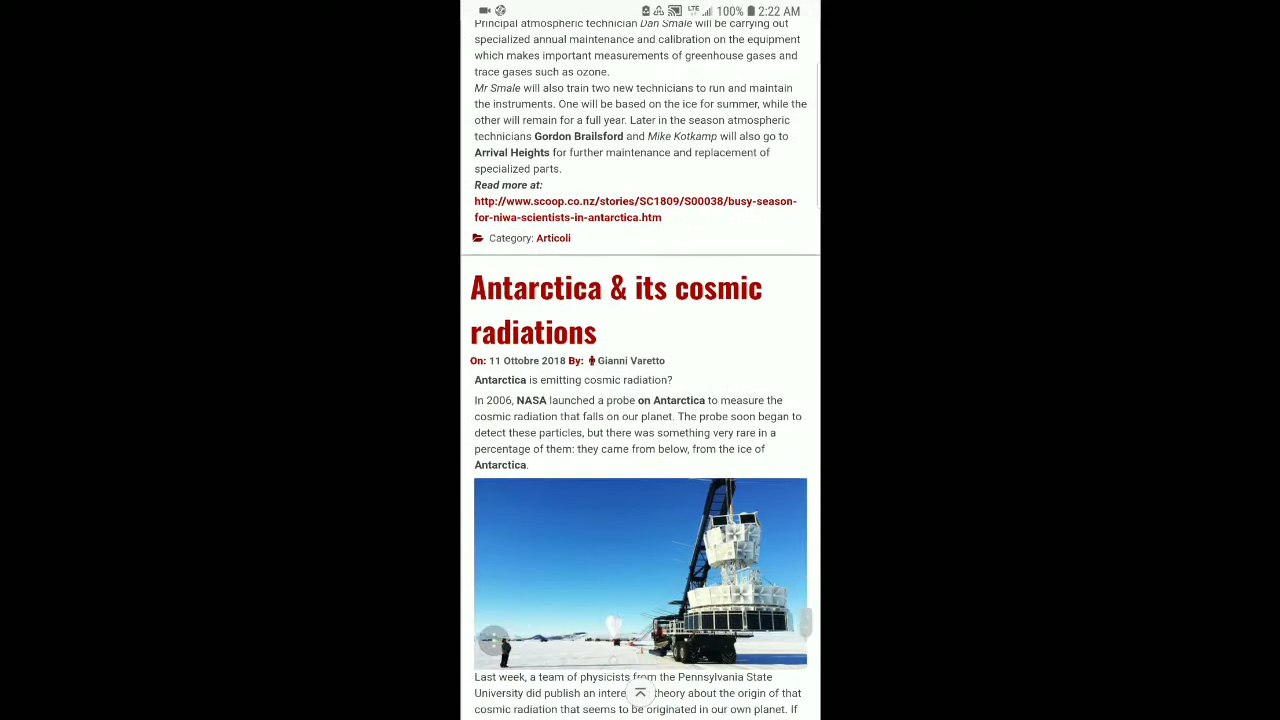 100% 2:22 AM
LTE
Principal atmospheric technician Dan Smale will be carrying out
specialized annual maintenance and calibration on the equipment
which makes important measurements of greenhouse gases and
trace gases such as ozone.
Mr Smale will also train two new technicians to run and maintain
the instruments. One will be based on the ice for summer, while the
other will remain for a full year. Later in the season atmospheric
technicians Gordon Brailsford and Mike Kotkamp will also go to
Arrival Heights for further maintenance and replacement of
specialized parts.
Read more at:
http://www.scoop.co.nz/stories/SC1809/S00038/busy-season-
for-niwa-scientists-in-antarctica.htm
Category: Articoli
Antarctica & its cosmic
radiations
On: 11 Ottobre 2018 By: Gianni Varetto
Antarctica is emitting cosmic radiation?
In 2006, NASA launched a probe on Antarctica to measure the
cosmic radiation that falls on our planet. The probe soon began to
detect these particles, but there was something very rare in a
percentage of them: they came from below, from the ice of
Antarctica.
Last week, a team of physicists from the Pennsylvania State
University did publish an theory about the origin of that
cosmic radiation that seems to be originated in our own planet. If